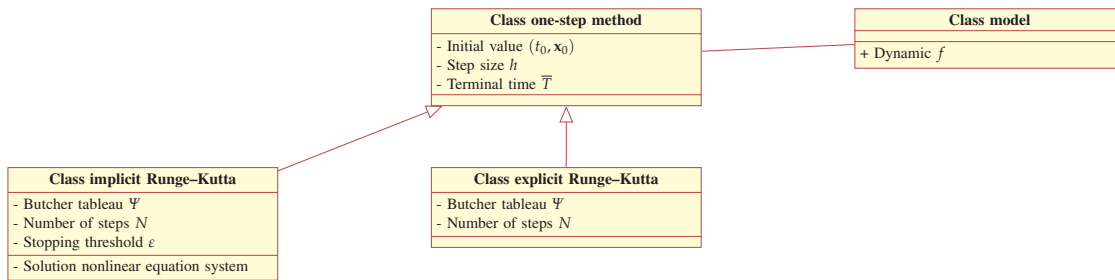 Class one-step method
- Initial value (t₀, x₀)
- Step size h
- Terminal time T̅
Class model
+ Dynamic f
Class implicit Runge–Kutta
- Butcher tableau Ψ
- Number of steps N
- Stopping threshold ε
- Solution nonlinear equation system
Class explicit Runge–Kutta
- Butcher tableau Ψ
- Number of steps N